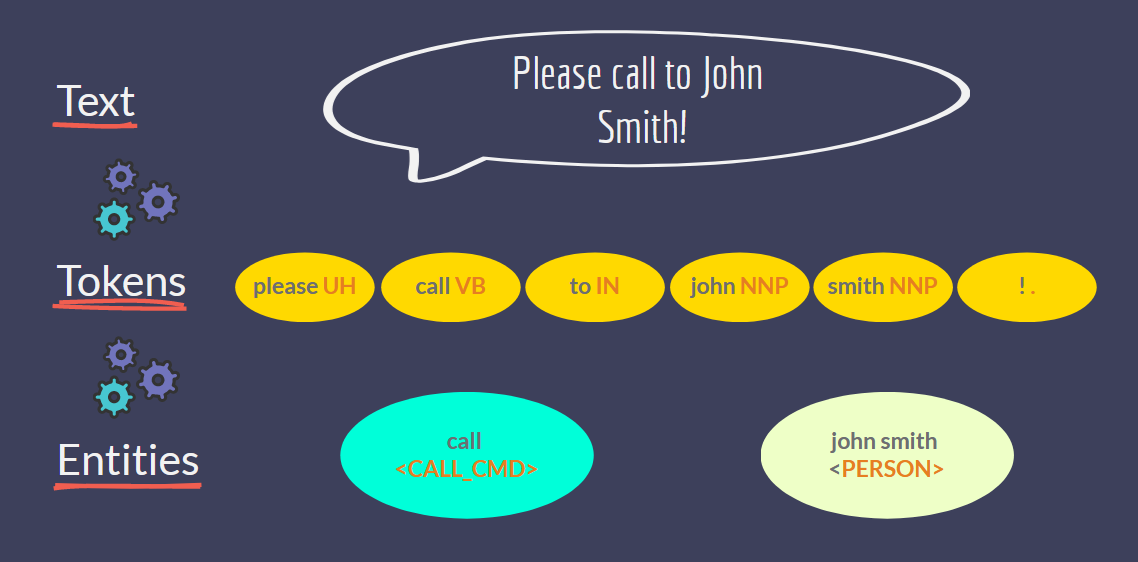 Text
Please call to John
Smith!
Tokens
please UH
call VB
to IN
john NNP
smith NNP
! .
Entities
call
<CALL_CMD>
john smith
<PERSON>